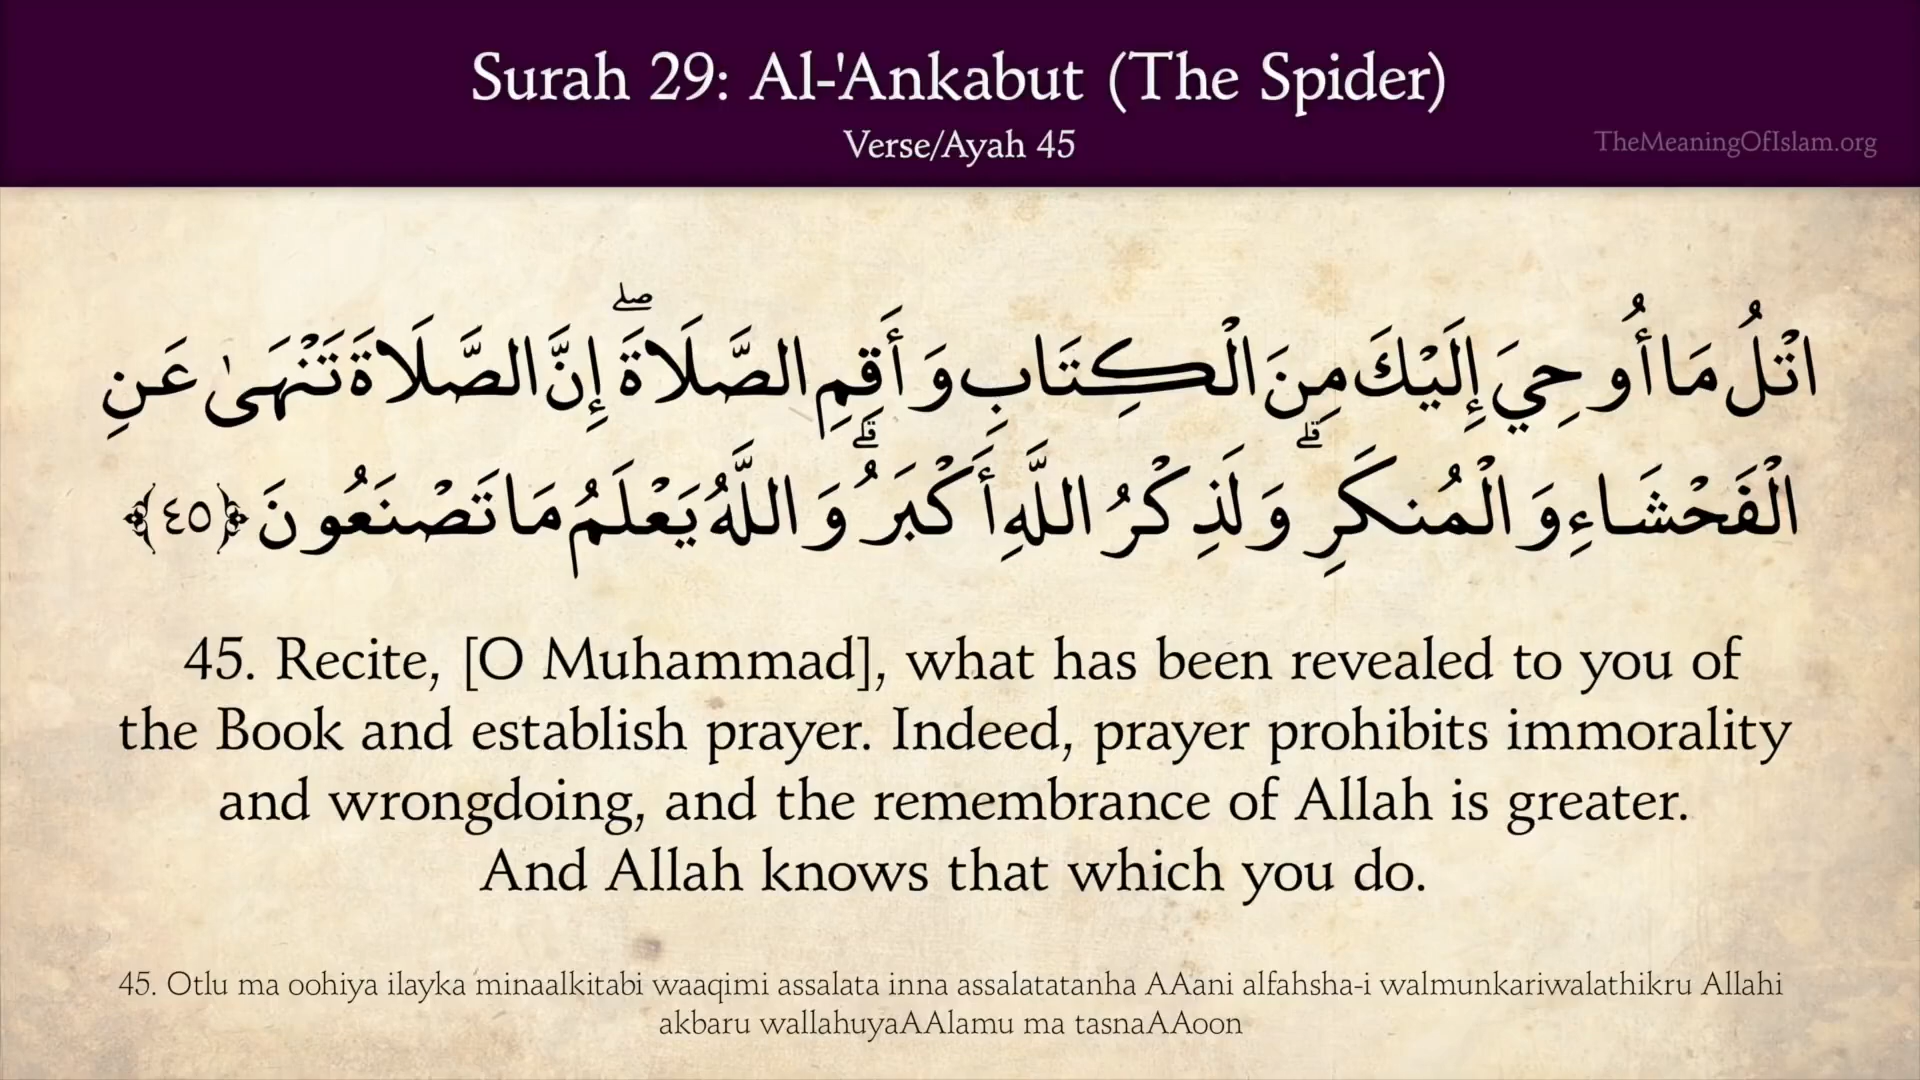 Surah 29: Al-'Ankabut (The Spider)
Verse/Ayah 45
TheMeaningOfIslam.org
اتْلُ مَا أُوحِيَ إِلَيْكَ مِنَ الْكِتَابِ وَأَقِمِ الصَّلَاةَ ۖ إِنَّ الصَّلَاةَ تَنْهَىٰ عَنِ
الْفَحْشَاءِ وَالْمُنكَرِ ۗ وَلَذِكْرُ اللَّهِ أَكْبَرُ ۗ وَاللَّهُ يَعْلَمُ مَا تَصْنَعُونَ ﴿٤٥﴾
45. Recite, [O Muhammad], what has been revealed to you of
the Book and establish prayer. Indeed, prayer prohibits immorality
and wrongdoing, and the remembrance of Allah is greater.
And Allah knows that which you do.
45. Otlu ma oohiya ilayka minaalkitabi waaqimi assalata inna assalatatanha AAani alfahsha-i walmunkariwalathikru Allahi
akbaru wallahuyaAAlamu ma tasnaAAoon